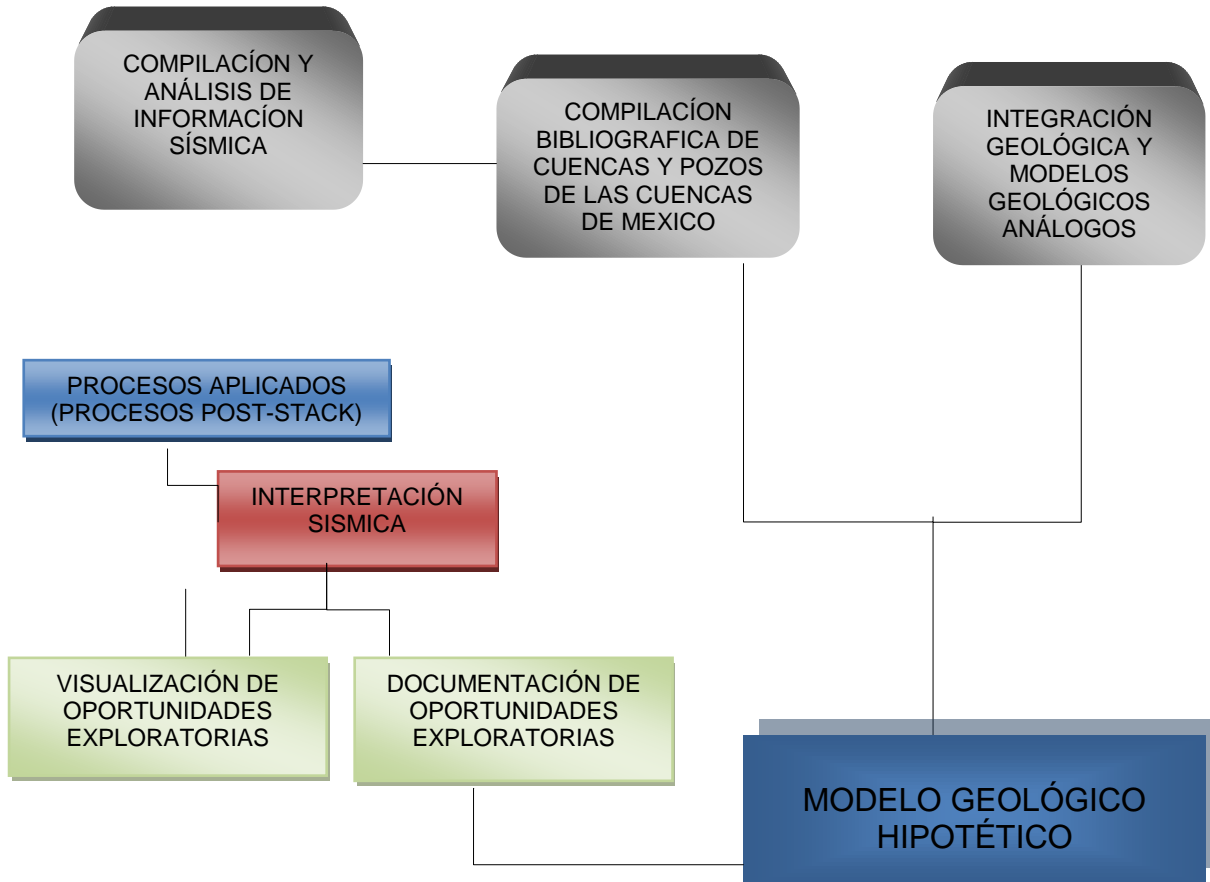 COMPILACÍON Y
ANÁLISIS DE
INFORMACÍON
SÍSMICA
COMPILACÍON
BIBLIOGRAFICA DE
CUENCAS Y POZOS
DE LAS CUENCAS
DE MEXICO
INTEGRACIÓN
GEOLÓGICA Y
MODELOS
GEOLÓGICOS
ANÁLOGOS
PROCESOS APLICADOS
(PROCESOS POST-STACK)
INTERPRETACIÓN
SISMICA
VISUALIZACIÓN DE
OPORTUNIDADES
EXPLORATORIAS
DOCUMENTACIÓN DE
OPORTUNIDADES
EXPLORATORIAS
MODELO GEOLÓGICO
HIPOTÉTICO